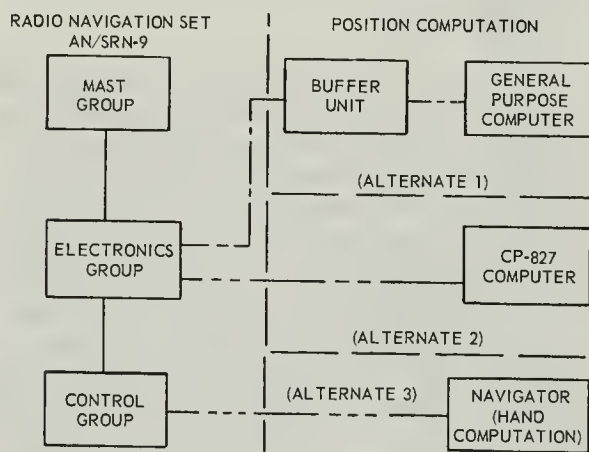 RADIO NAVIGATION SET
AN/SRN-9
POSITION COMPUTATION
MAST
GROUP
BUFFER
UNIT
GENERAL
PURPOSE
COMPUTER
(ALTERNATE 1)
ELECTRONICS
GROUP
CP-827
COMPUTER
(ALTERNATE 2)
CONTROL
GROUP
(ALTERNATE 3)
NAVIGATOR
(HAND
COMPUTATION)